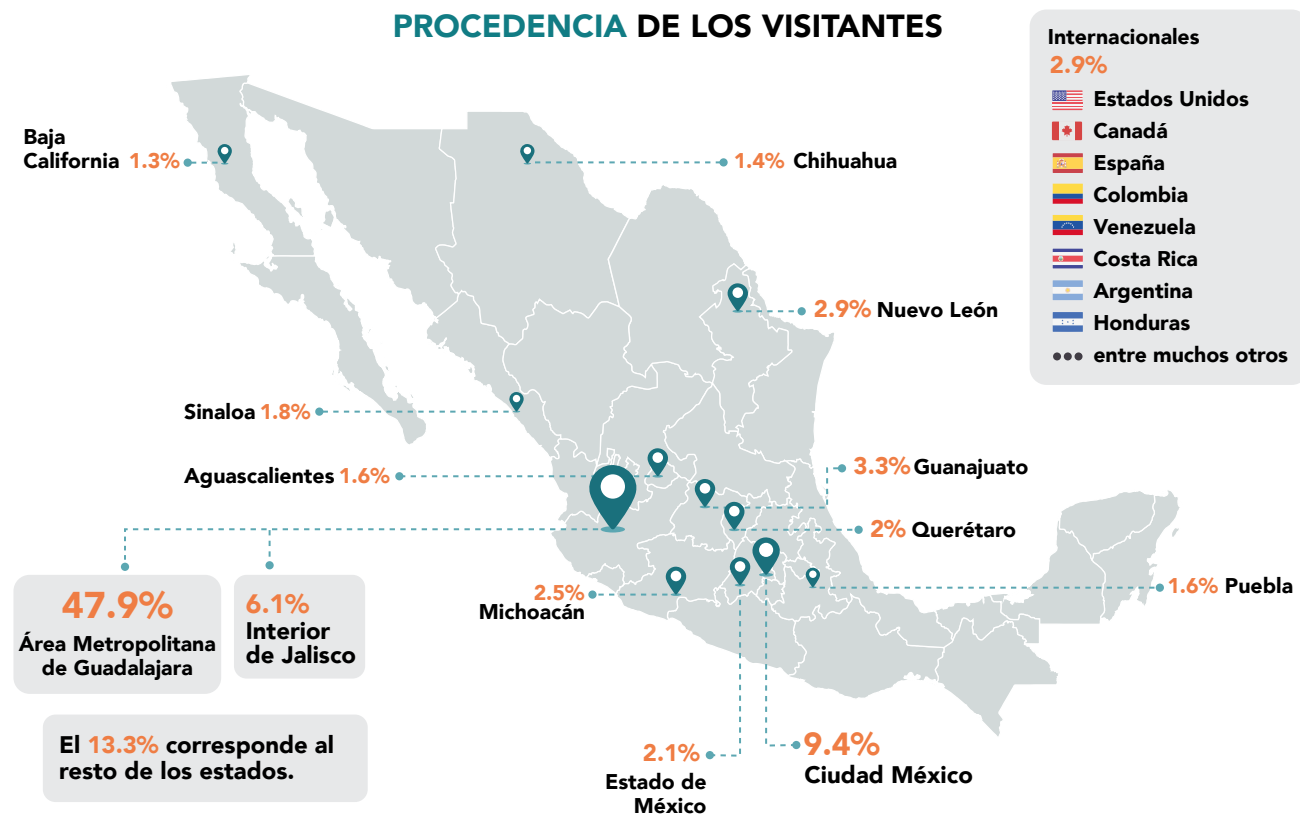 PROCEDENCIA DE LOS VISITANTES
Internacionales
2.9%
Estados Unidos
Canadá
España
Colombia
Venezuela
Costa Rica
Argentina
Honduras
••• entre muchos otros
Baja
California 1.3%
1.4% Chihuahua
2.9% Nuevo León
Sinaloa 1.8%
Aguascalientes 1.6%
3.3% Guanajuato
2% Querétaro
1.6% Puebla
2.5%
Michoacán
47.9%
Área Metropolitana
de Guadalajara
6.1%
Interior
de Jalisco
El 13.3% corresponde al
resto de los estados.
2.1%
Estado de
México
9.4%
Ciudad México